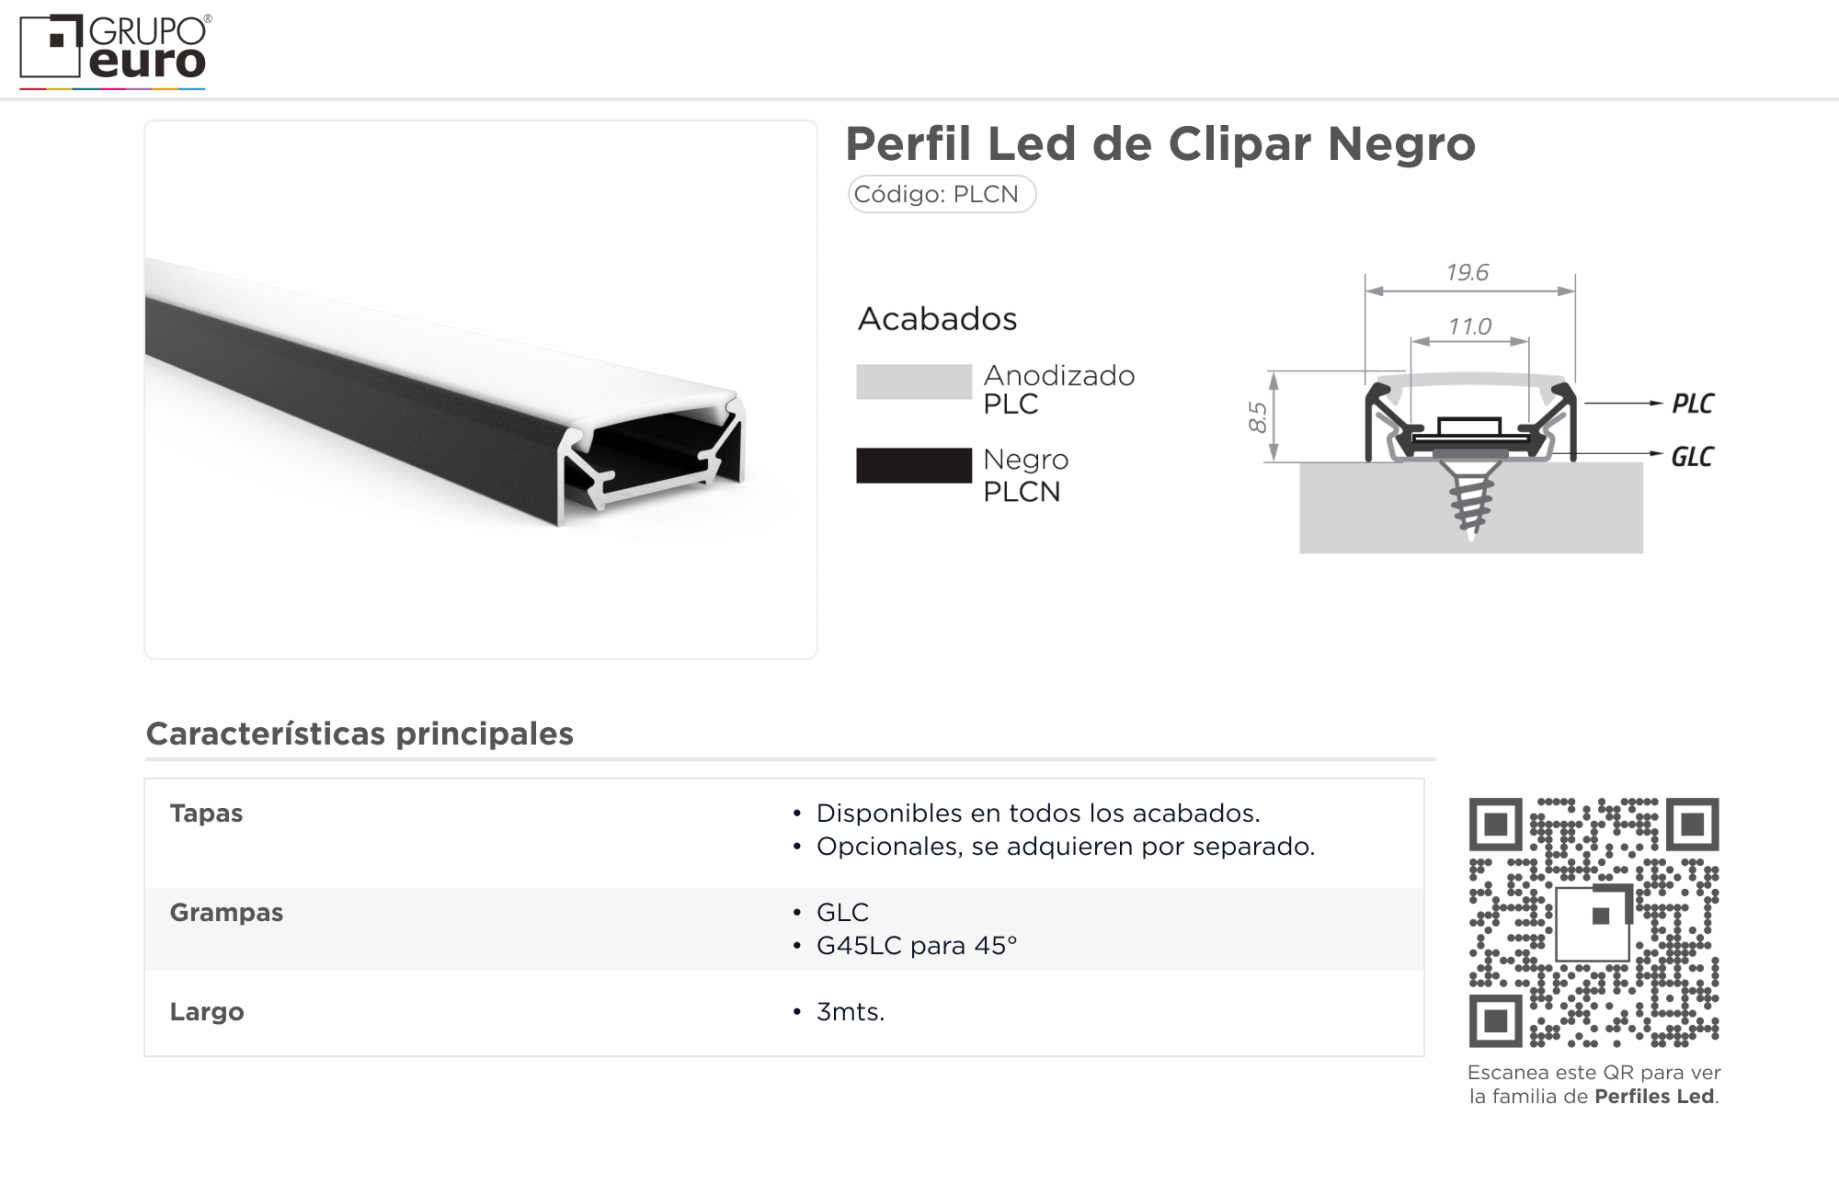 GRUPO®
euro
Perfil Led de Clipar Negro
Código: PLCN
Acabados
Anodizado
PLC
Negro
PLCN
19.6
11.0
8.5
PLC
GLC
Características principales
Tapas
• Disponibles en todos los acabados.
• Opcionales, se adquieren por separado.
Grampas
• GLC
• G45LC para 45°
Largo
• 3mts.
Escanea este QR para ver
la familia de Perfiles Led.